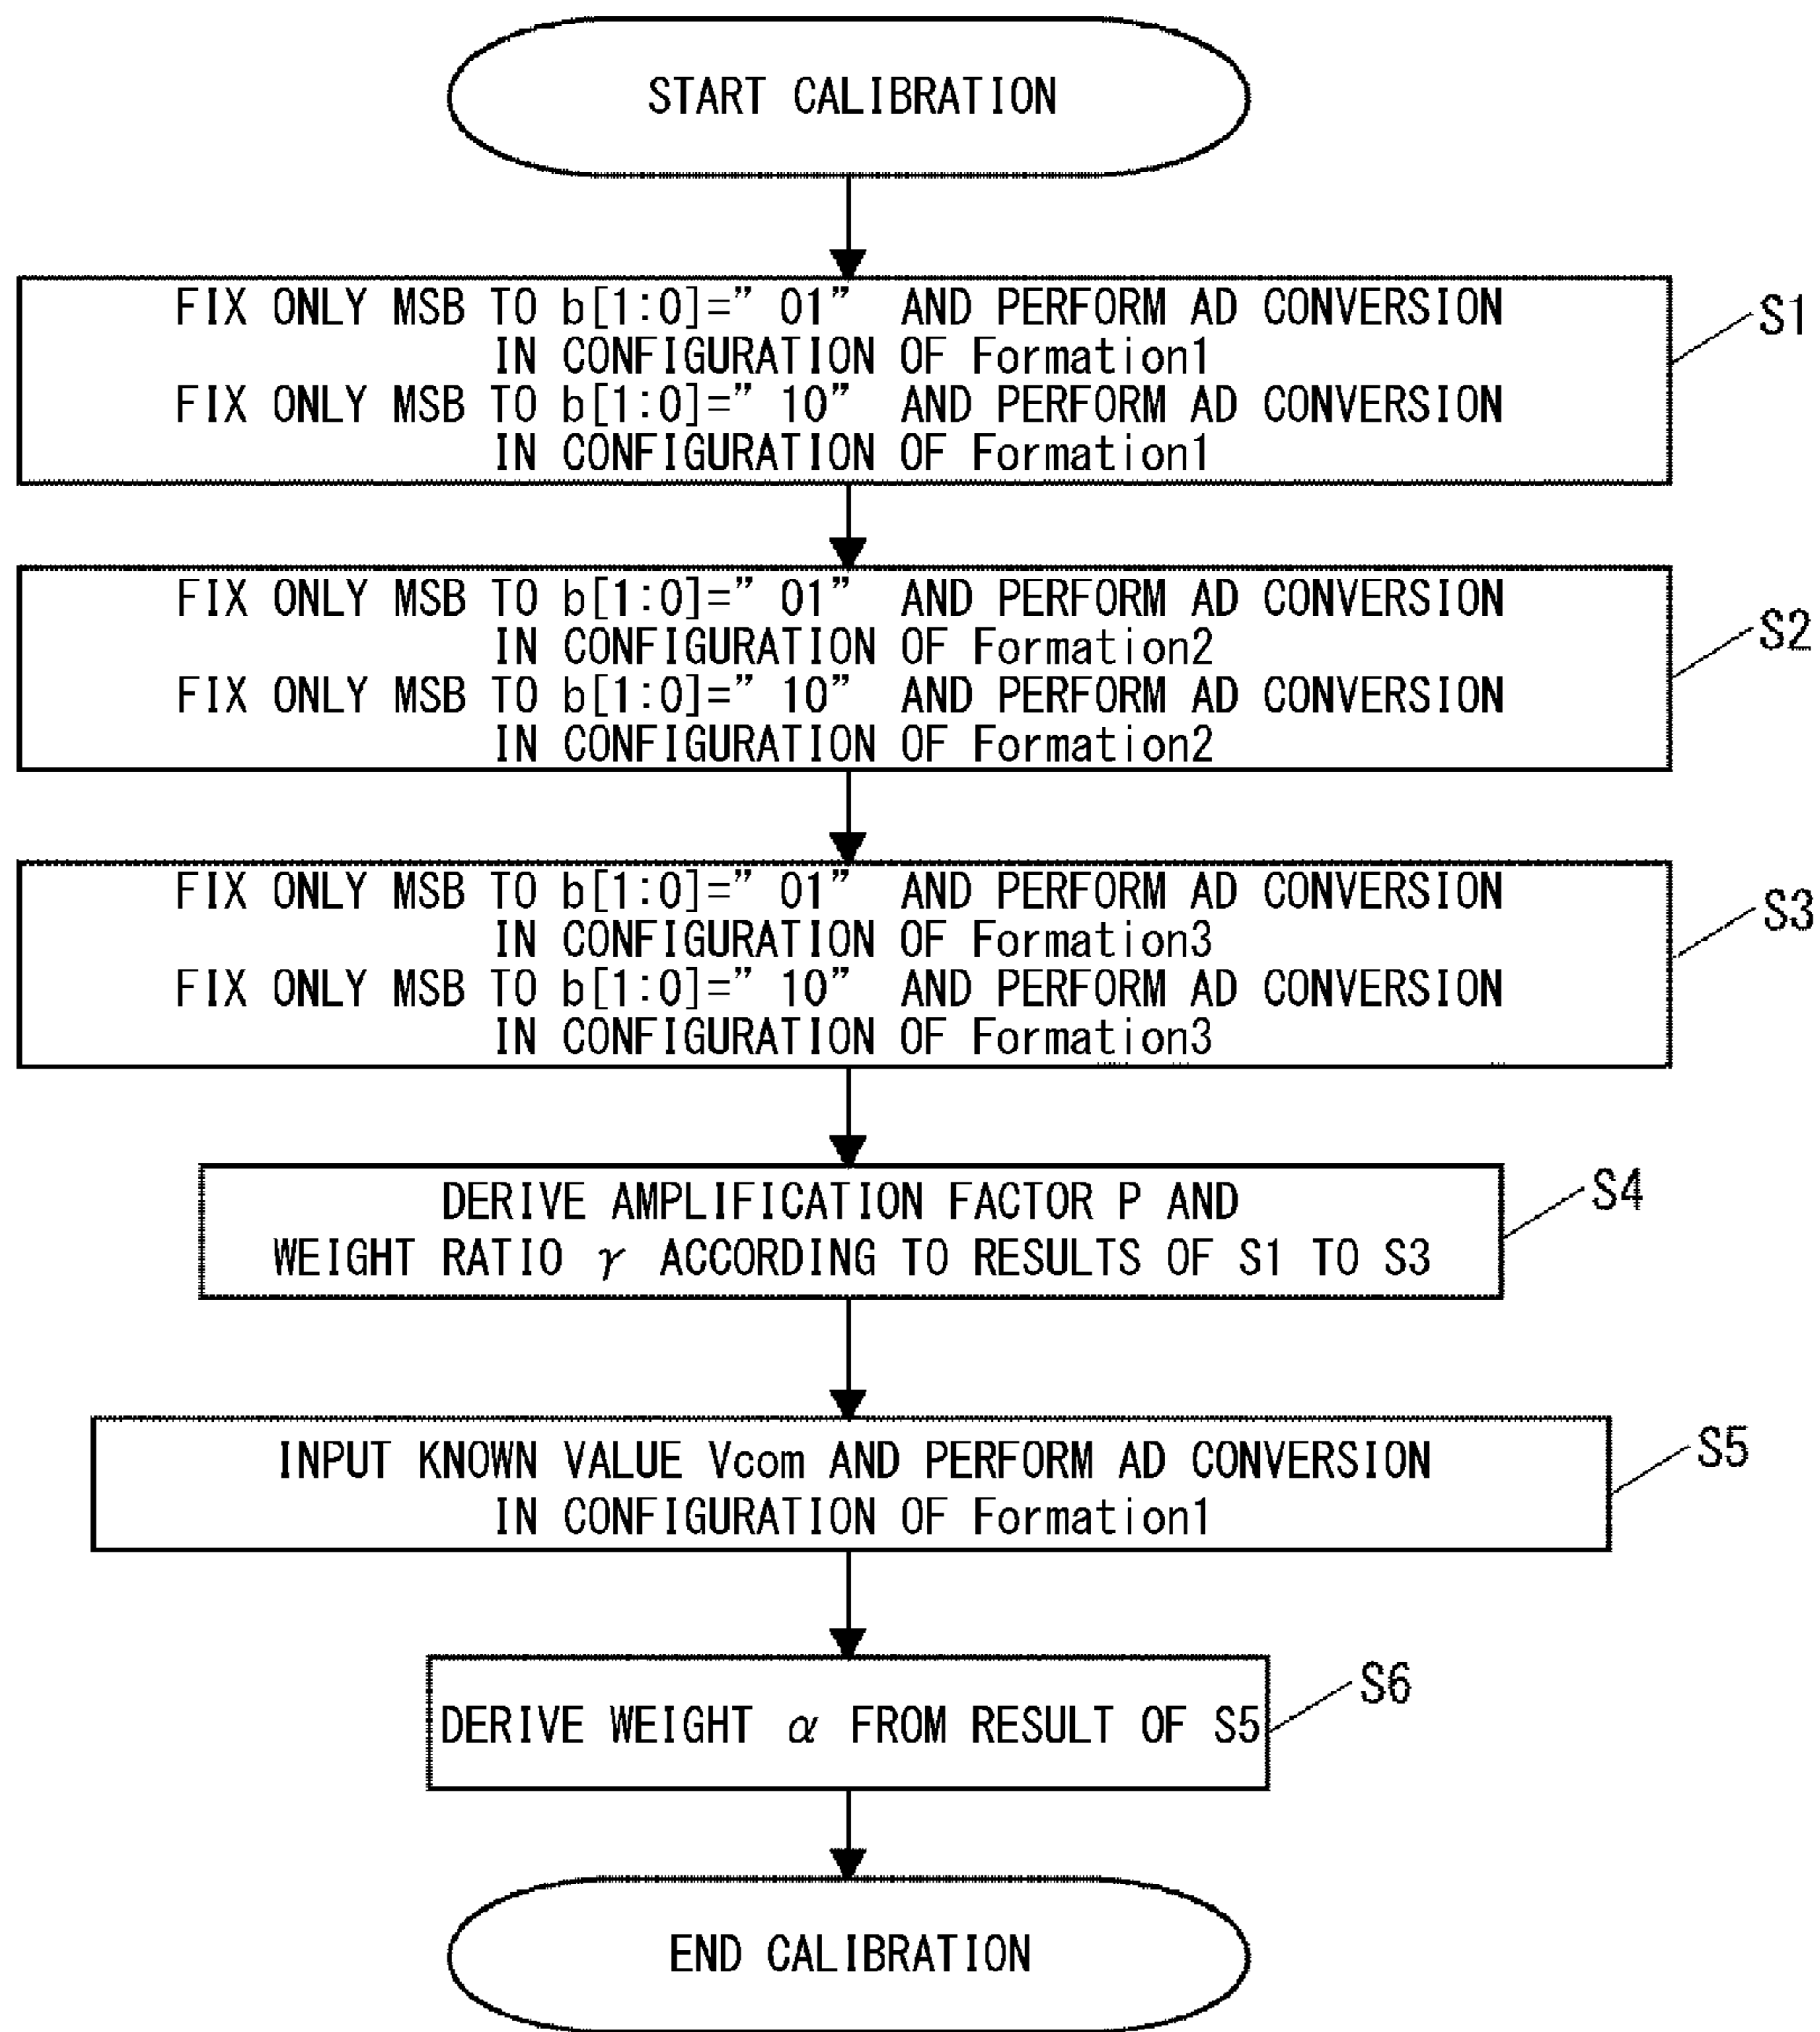 START CALIBRATION
FIX ONLY MSB TO b[1:0]=” 01” AND PERFORM AD CONVERSION
IN CONFIGURATION OF Formation1
FIX ONLY MSB TO b[1:0]=” 10” AND PERFORM AD CONVERSION
IN CONFIGURATION OF Formation1
S1
FIX ONLY MSB TO b[1:0]=” 01” AND PERFORM AD CONVERSION
IN CONFIGURATION OF Formation2
FIX ONLY MSB TO b[1:0]=” 10” AND PERFORM AD CONVERSION
IN CONFIGURATION OF Formation2
S2
FIX ONLY MSB TO b[1:0]=” 01” AND PERFORM AD CONVERSION
IN CONFIGURATION OF Formation3
FIX ONLY MSB TO b[1:0]=” 10” AND PERFORM AD CONVERSION
IN CONFIGURATION OF Formation3
S3
DERIVE AMPLIFICATION FACTOR P AND
WEIGHT RATIO γ ACCORDING TO RESULTS OF S1 TO S3
S4
INPUT KNOWN VALUE Vcom AND PERFORM AD CONVERSION
IN CONFIGURATION OF Formation1
S5
DERIVE WEIGHT α FROM RESULT OF S5
S6
END CALIBRATION